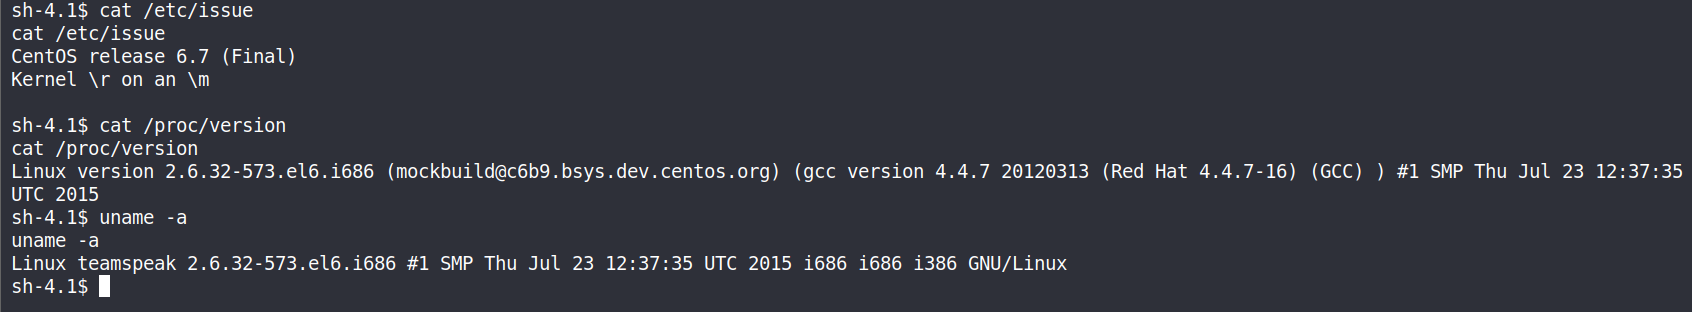 sh-4.1$ cat /etc/issue
cat /etc/issue
CentOS release 6.7 (Final)
Kernel \r on an \m
sh-4.1$ cat /proc/version
cat /proc/version
Linux version 2.6.32-573.el6.i686 (mockbuild@c6b9.bsys.dev.centos.org) (gcc version 4.4.7 20120313 (Red Hat 4.4.7-16) (GCC) ) #1 SMP Thu Jul 23 12:37:35
UTC 2015
sh-4.1$ uname -a
uname -a
Linux teamspeak 2.6.32-573.el6.i686 #1 SMP Thu Jul 23 12:37:35 UTC 2015 i686 i686 i386 GNU/Linux
sh-4.1$